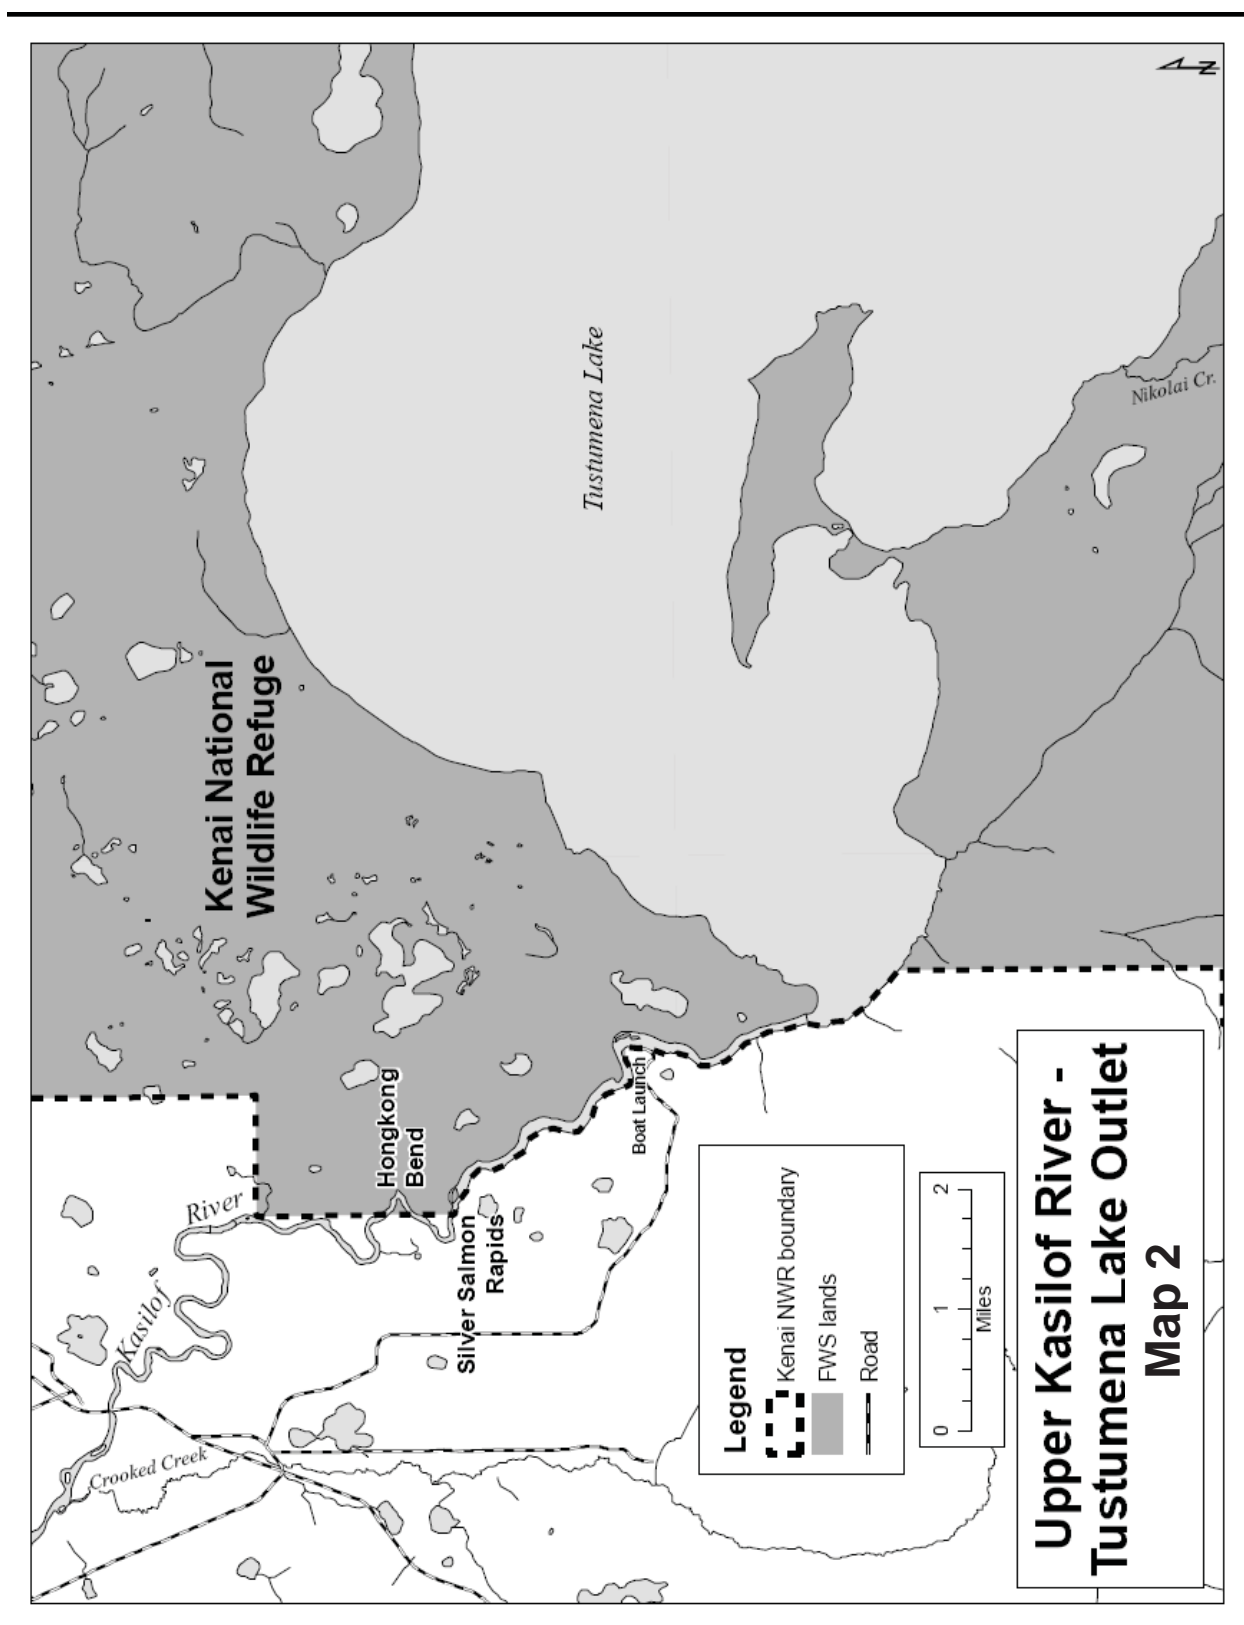 N
Tustumena Lake
Nikolai Cr.
Kenai National
Wildlife Refuge
Hongkong
Bend
Boat Launch
Silver Salmon
Rapids
Kasilof
River
Crooked Creek
Legend
Kenai NWR boundary
FWS lands
Road
0 1 2
Miles
Upper Kasilof River -
Tustumena Lake Outlet
Map 2